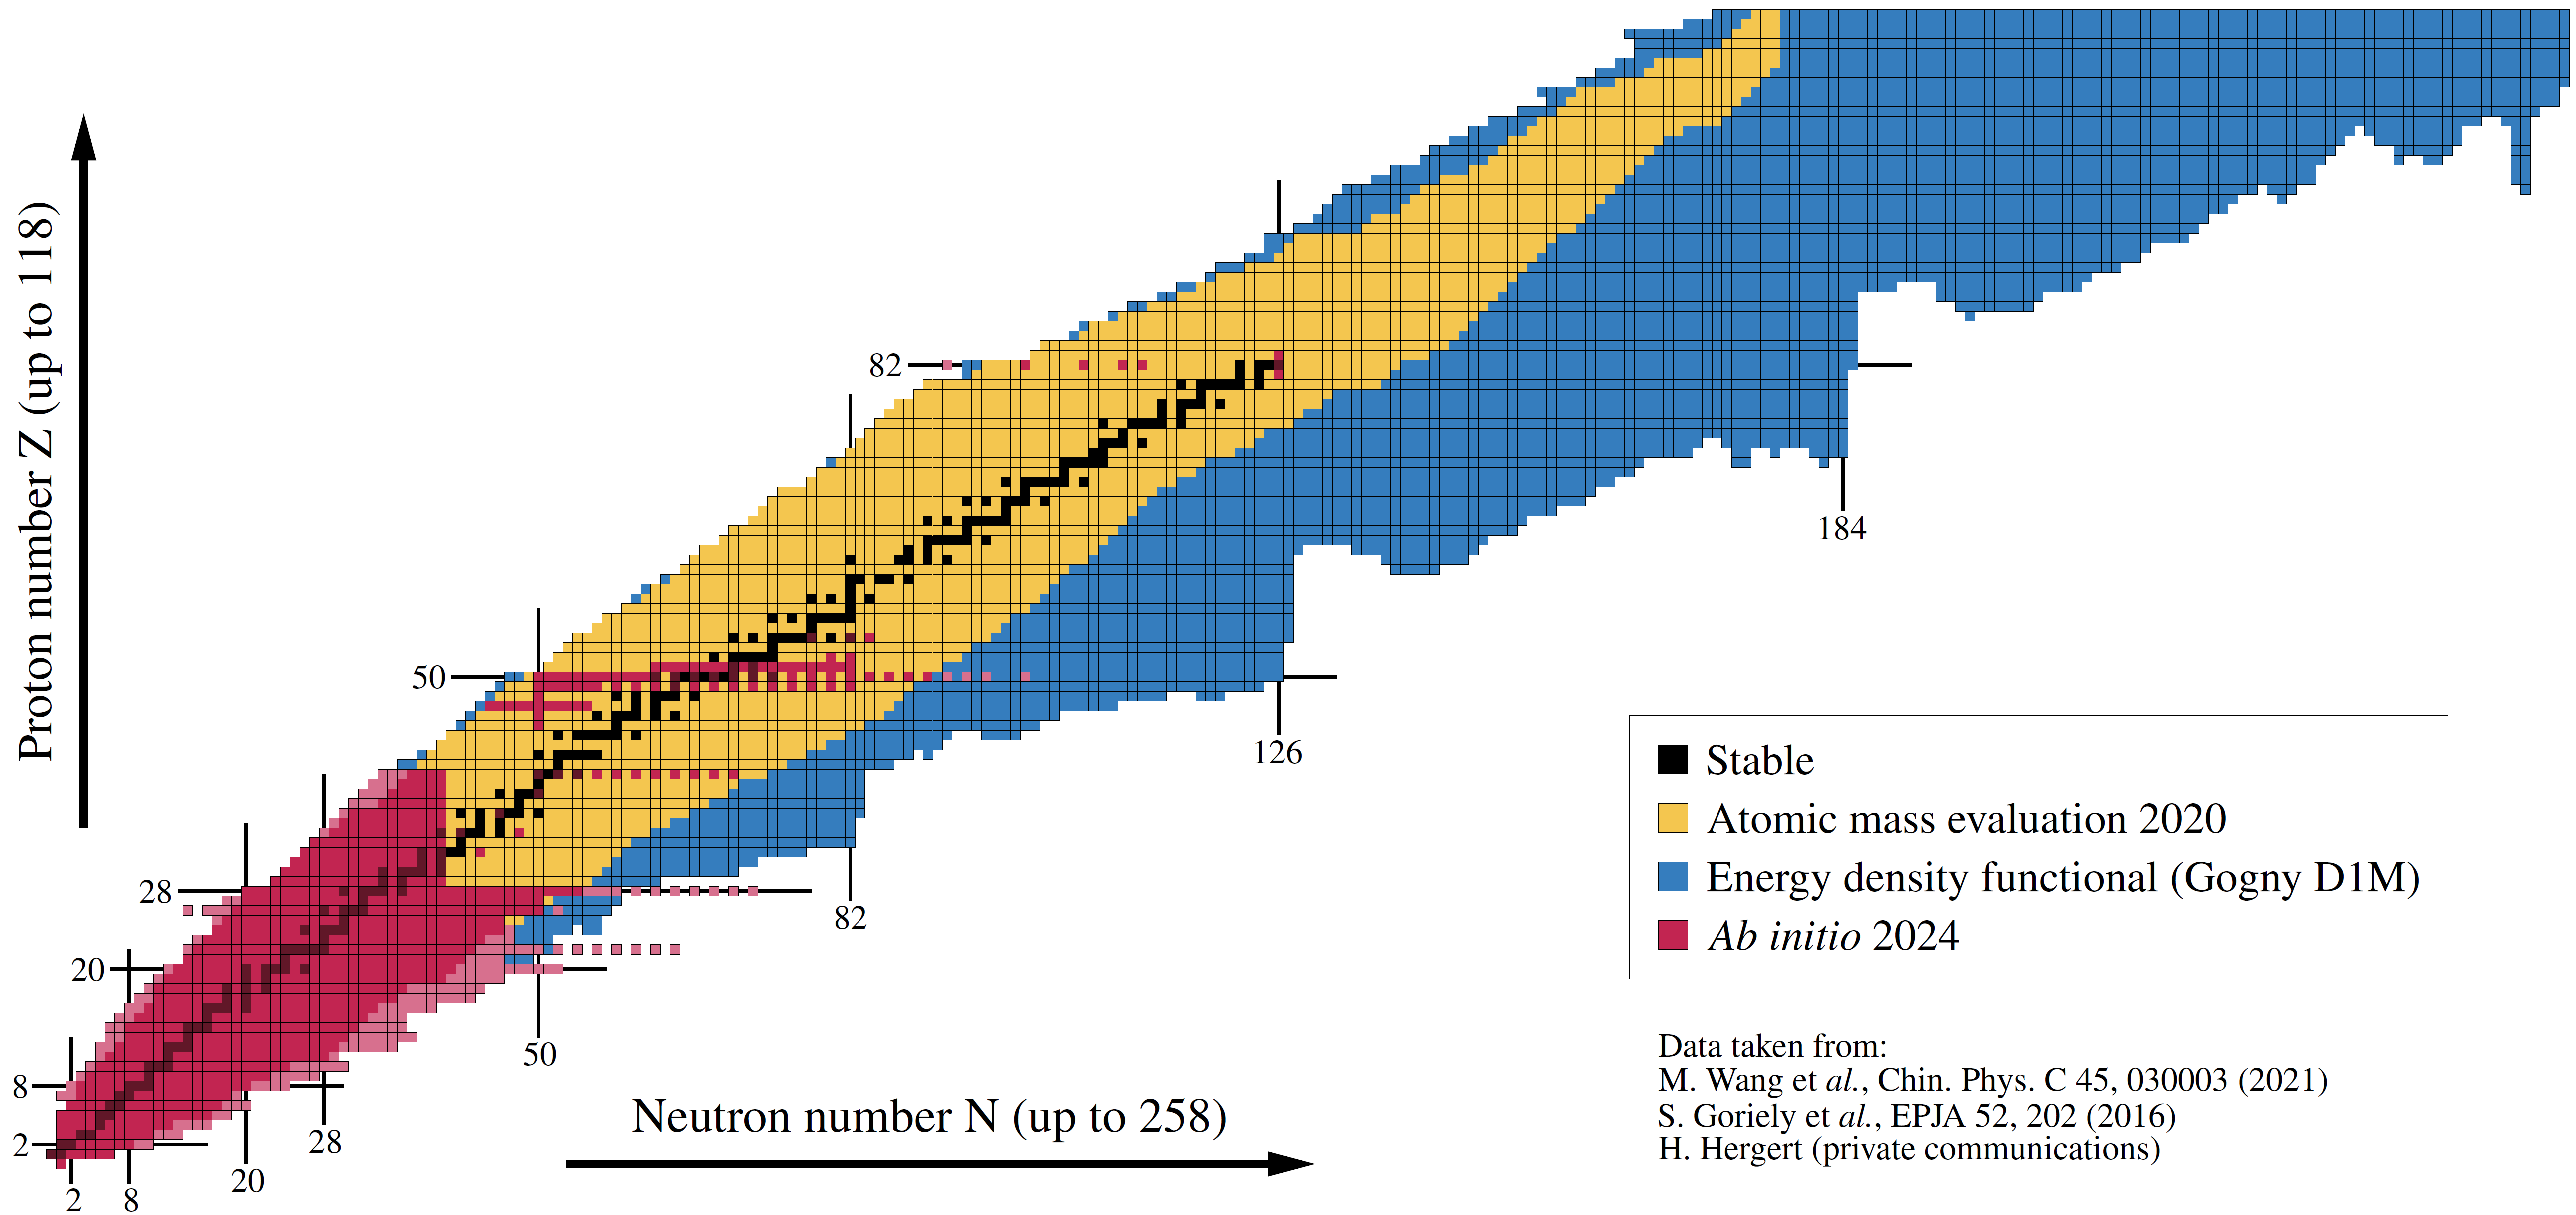 Proton number Z (up to 118)
82
184
50
126
28
82
20
50
8
28
2
20
2
8
Neutron number N (up to 258)
Stable
Atomic mass evaluation 2020
Energy density functional (Gogny D1M)
Ab initio 2024
Data taken from:
M. Wang et al., Chin. Phys. C 45, 030003 (2021)
S. Goriely et al., EPJA 52, 202 (2016)
H. Hergert (private communications)